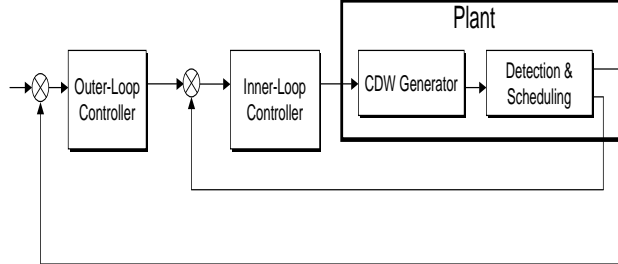 Plant
Outer-Loop
Controller
Inner-Loop
Controller
CDW Generator
Detection &
Scheduling